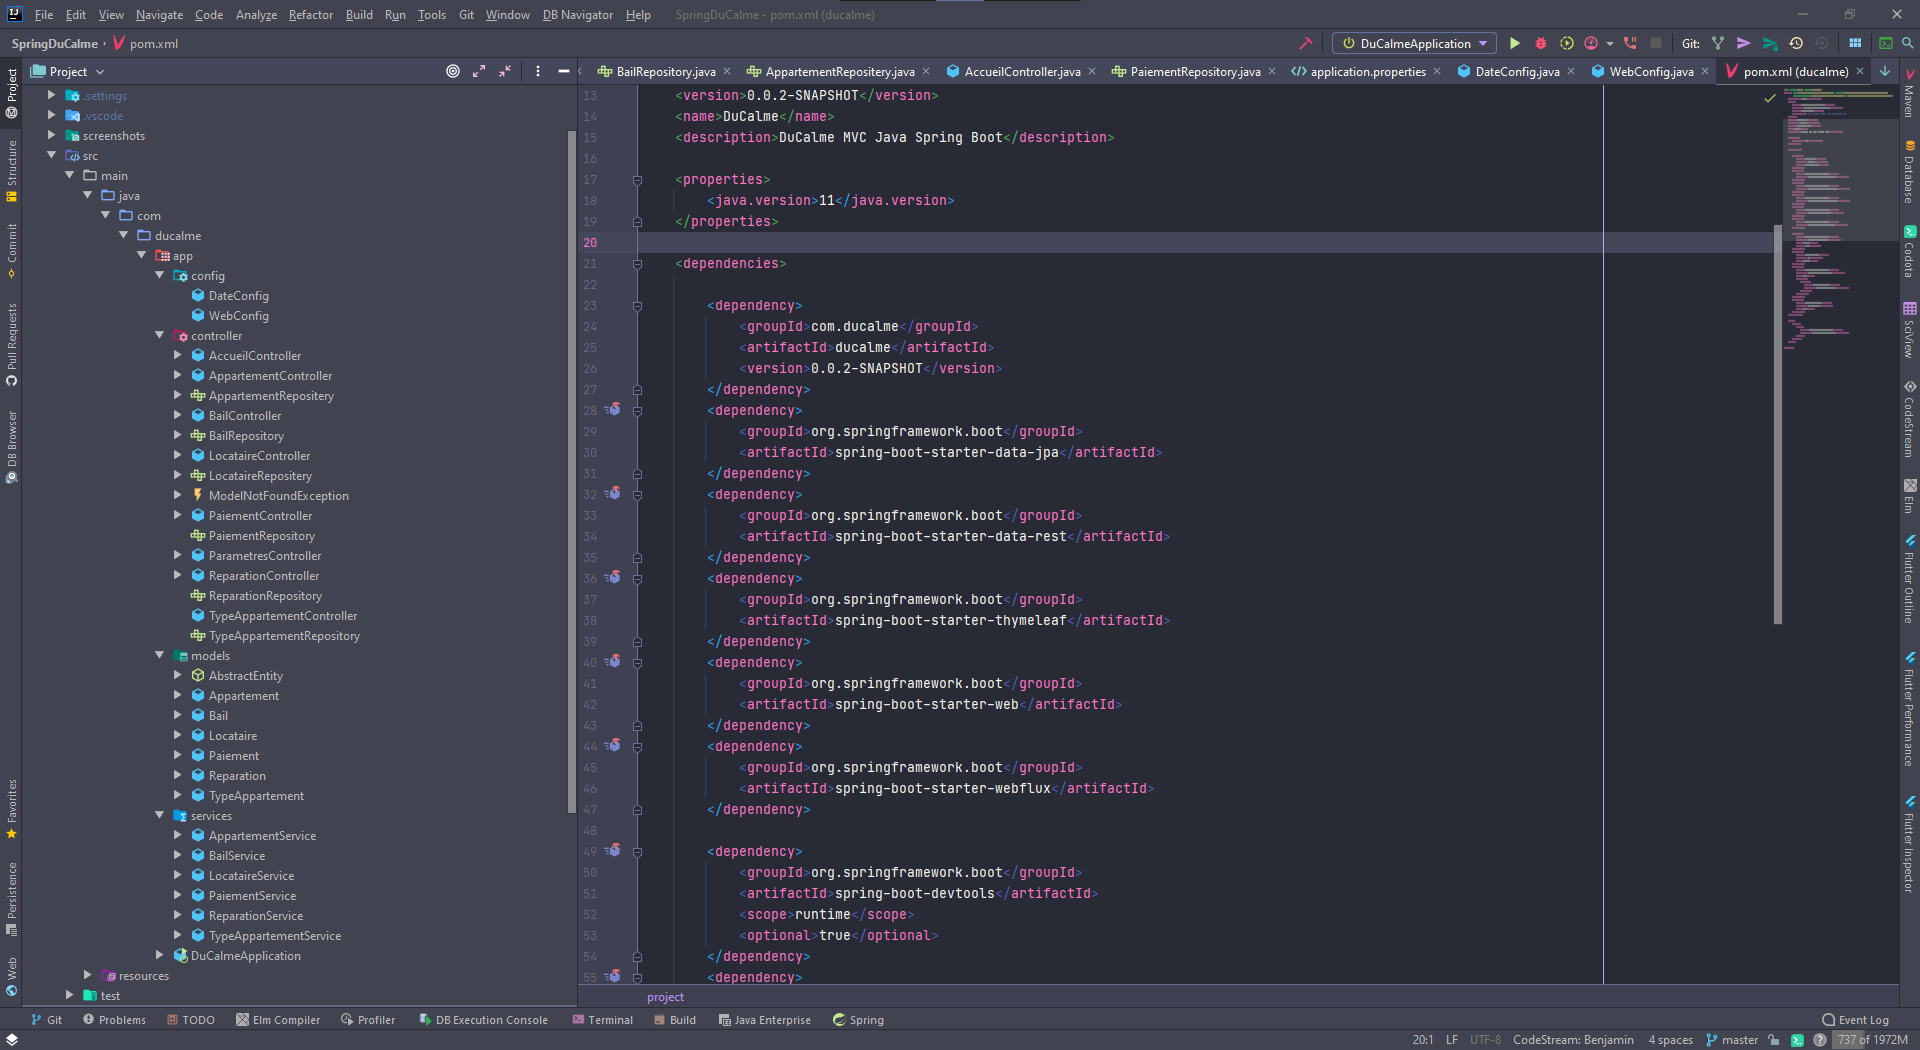 File Edit View Navigate Code Analyze Refactor Build Run Tools Git Window DB Navigator Help SpringDuCalme - pom.xml (ducalme)
SpringDuCalme › pom.xml DuCalmeApplication Git:
Project BailRepository.java AppartementRepositery.java AccueilController.java PaiementRepository.java application.properties DateConfig.java WebConfig.java pom.xml (ducalme)
.settings
.vscode
screenshots
src
main
java
com
ducalme
app
config
DateConfig
WebConfig
controller
AccueilController
AppartementController
AppartementRepositery
BailController
BailRepository
LocataireController
LocataireRepositery
ModelNotFoundException
PaiementController
PaiementRepository
ParametresController
ReparationController
ReparationRepository
TypeAppartementController
TypeAppartementRepository
models
AbstractEntity
Appartement
Bail
Locataire
Paiement
Reparation
TypeAppartement
services
AppartementService
BailService
LocataireService
PaiementService
ReparationService
TypeAppartementService
DuCalmeApplication
resources
test
13 <version>0.0.2-SNAPSHOT</version>
14 <name>DuCalme</name>
15 <description>DuCalme MVC Java Spring Boot</description>
16
17 <properties>
18 <java.version>11</java.version>
19 </properties>
20
21 <dependencies>
22
23 <dependency>
24 <groupId>com.ducalme</groupId>
25 <artifactId>ducalme</artifactId>
26 <version>0.0.2-SNAPSHOT</version>
27 </dependency>
28 <dependency>
29 <groupId>org.springframework.boot</groupId>
30 <artifactId>spring-boot-starter-data-jpa</artifactId>
31 </dependency>
32 <dependency>
33 <groupId>org.springframework.boot</groupId>
34 <artifactId>spring-boot-starter-data-rest</artifactId>
35 </dependency>
36 <dependency>
37 <groupId>org.springframework.boot</groupId>
38 <artifactId>spring-boot-starter-thymeleaf</artifactId>
39 </dependency>
40 <dependency>
41 <groupId>org.springframework.boot</groupId>
42 <artifactId>spring-boot-starter-web</artifactId>
43 </dependency>
44 <dependency>
45 <groupId>org.springframework.boot</groupId>
46 <artifactId>spring-boot-starter-webflux</artifactId>
47 </dependency>
48
49 <dependency>
50 <groupId>org.springframework.boot</groupId>
51 <artifactId>spring-boot-devtools</artifactId>
52 <scope>runtime</scope>
53 <optional>true</optional>
54 </dependency>
55 <dependency>
project
Project
Structure
Commit
Pull Requests
DB Browser
Favorites
Persistence
Web
Maven
Database
Codota
SciView
CodeStream
Elm
Flutter Outline
Flutter Performance
Flutter Inspector
Git Problems TODO Elm Compiler Profiler DB Execution Console Terminal Build Java Enterprise Spring Event Log
20:1 LF UTF-8 CodeStream: Benjamin 4 spaces master 737 of 1972M